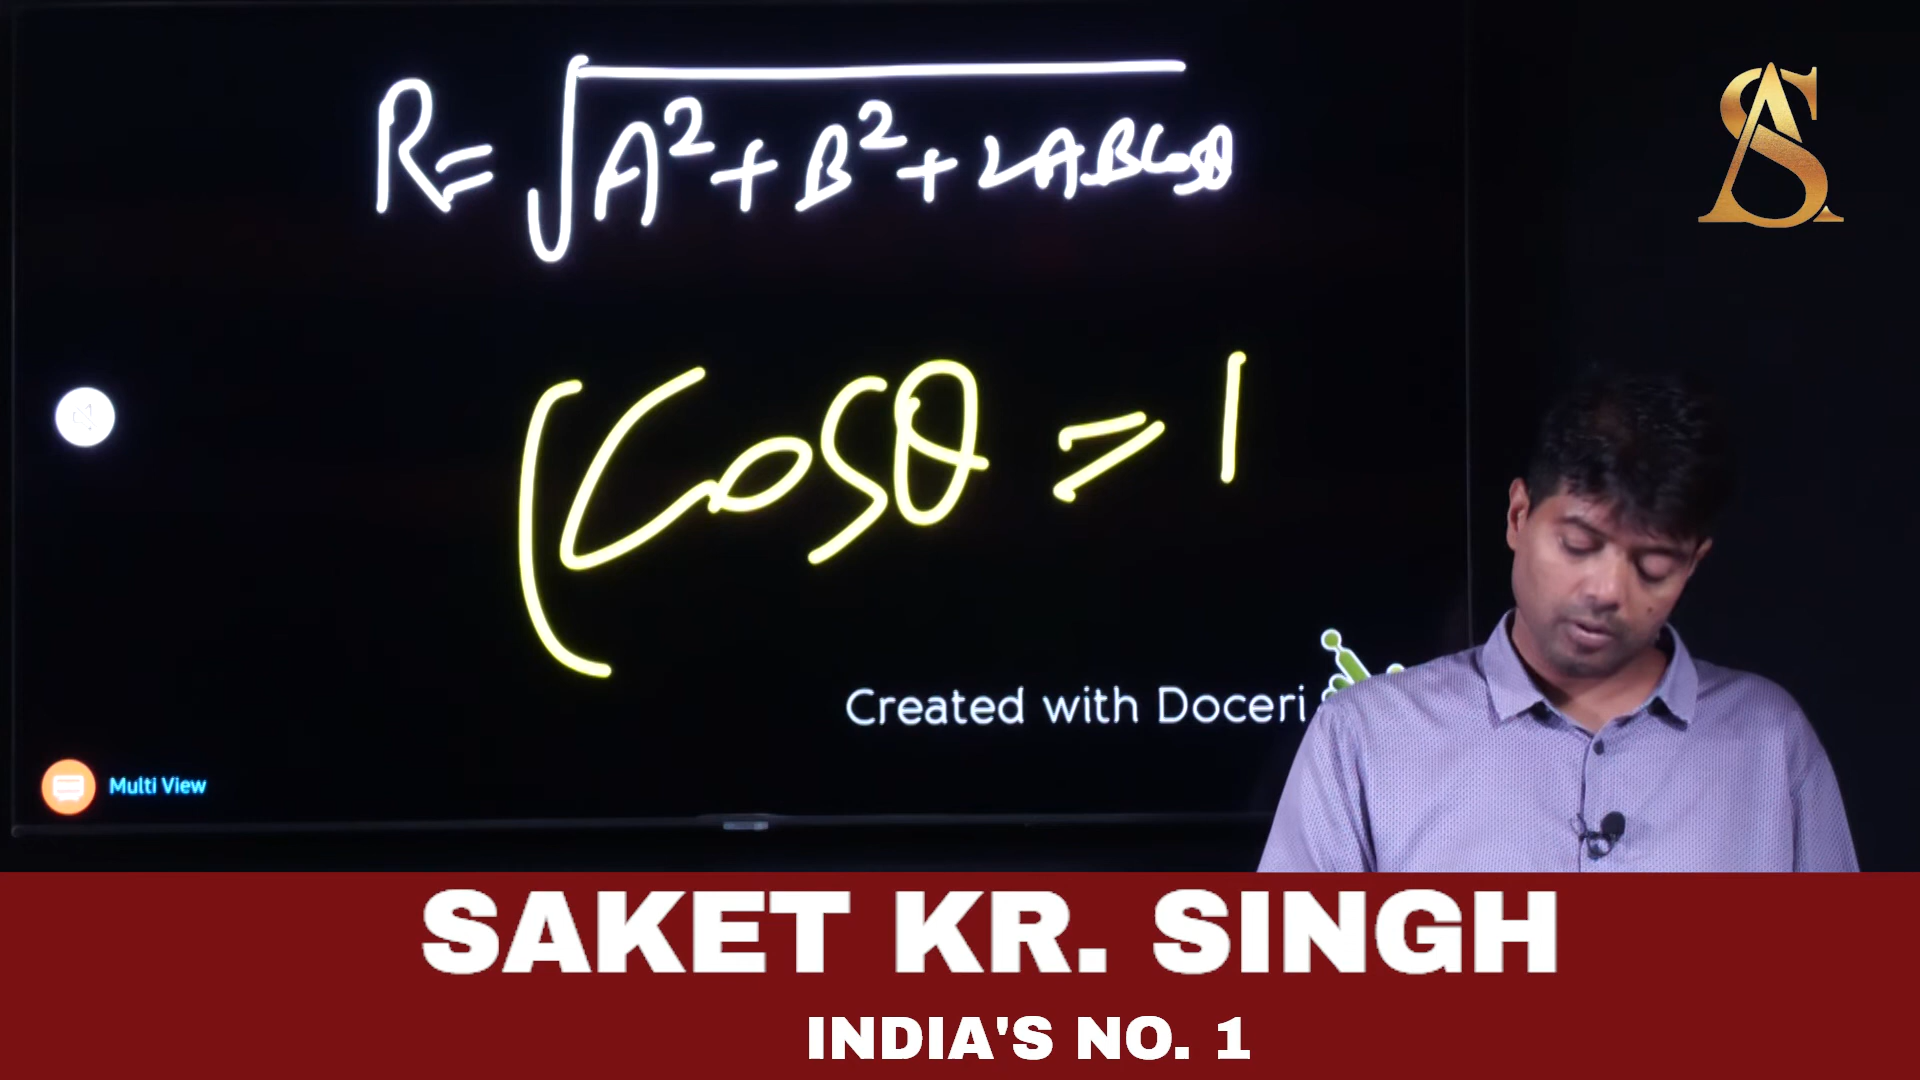 R= √A²+B²+2ABCosθ
(Cosθ = 1
Created with Doceri
Multi View
SAKET KR. SINGH
INDIA'S NO. 1